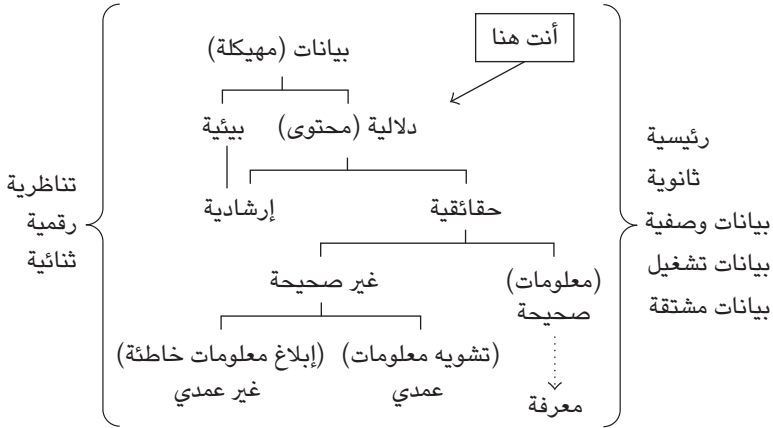 أنت هنا
بيانات (مهيكلة)
دلالية (محتوى)
بيئية
حقائقية
إرشادية
(معلومات)
صحيحة
غير صحيحة
(تشويه معلومات)
عمدي
(إبلاغ معلومات خاطئة)
غير عمدي
معرفة
رئيسية
ثانوية
بيانات وصفية
بيانات تشغيل
بيانات مشتقة
تناظرية
رقمية
ثنائية